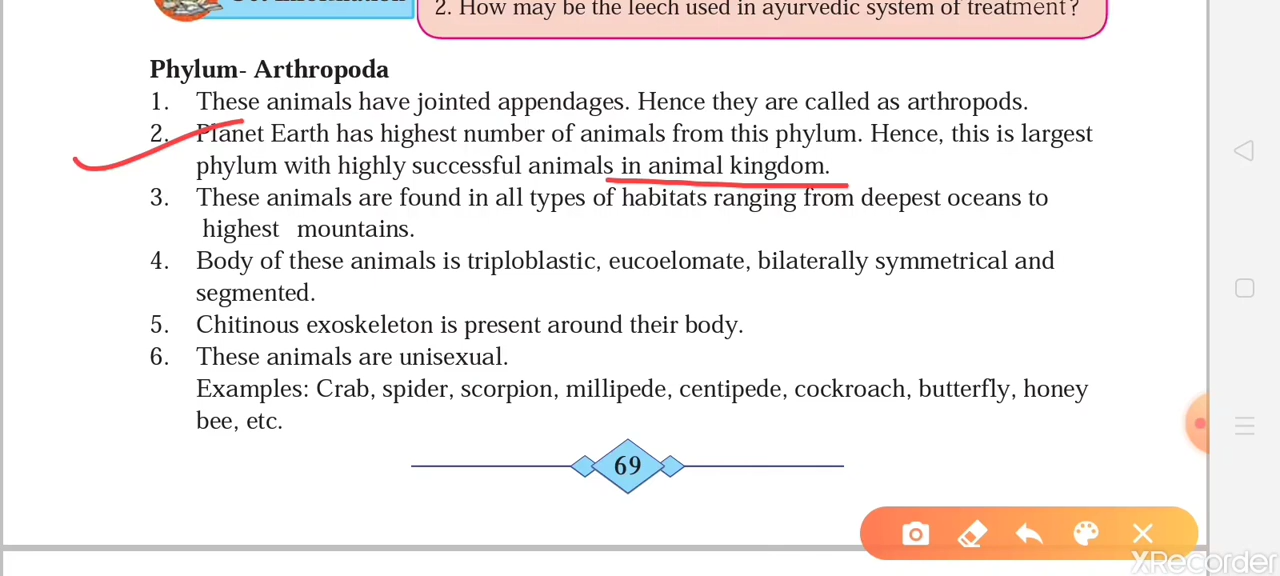 2. How may be the leech used in ayurvedic system of treatment?
Phylum- Arthropoda
1. These animals have jointed appendages. Hence they are called as arthropods.
2. Planet Earth has highest number of animals from this phylum. Hence, this is largest
phylum with highly successful animals in animal kingdom.
3. These animals are found in all types of habitats ranging from deepest oceans to
highest mountains.
4. Body of these animals is triploblastic, eucoelomate, bilaterally symmetrical and
segmented.
5. Chitinous exoskeleton is present around their body.
6. These animals are unisexual.
Examples: Crab, spider, scorpion, millipede, centipede, cockroach, butterfly, honey
bee, etc.
69
XRecorder